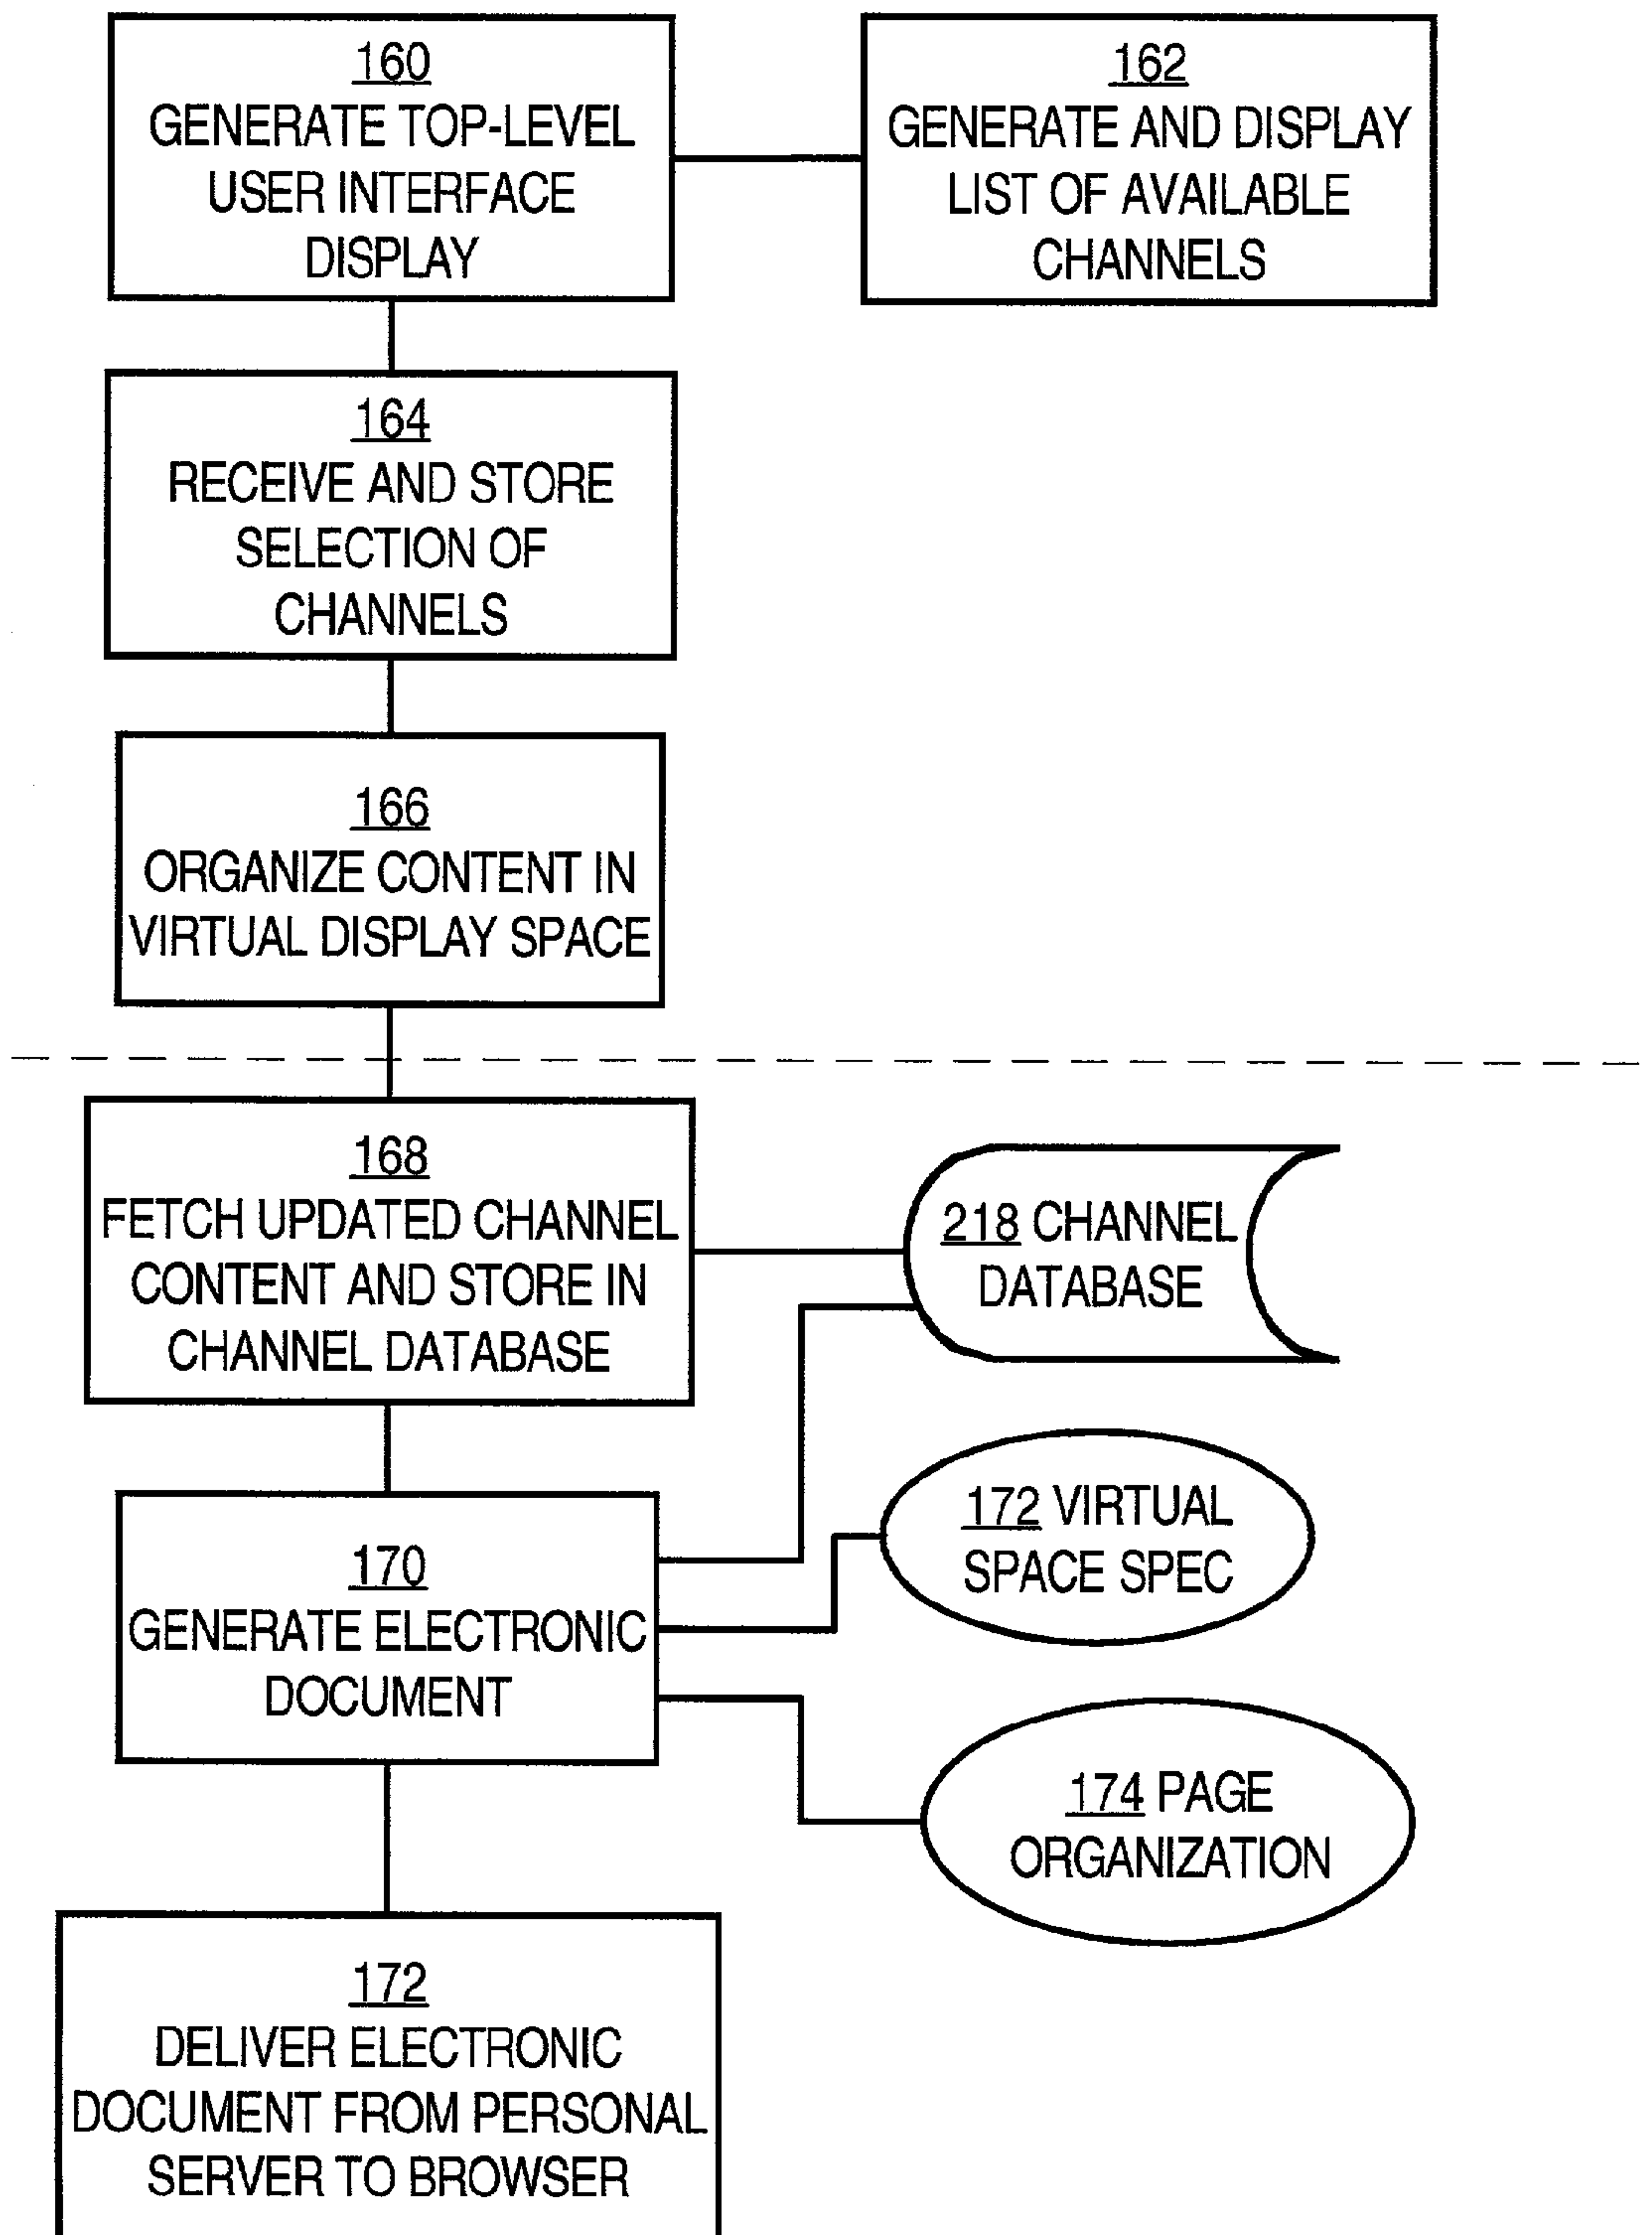 160
GENERATE TOP-LEVEL
USER INTERFACE
DISPLAY
162
GENERATE AND DISPLAY
LIST OF AVAILABLE
CHANNELS
164
RECEIVE AND STORE
SELECTION OF
CHANNELS
166
ORGANIZE CONTENT IN
VIRTUAL DISPLAY SPACE
168
FETCH UPDATED CHANNEL
CONTENT AND STORE IN
CHANNEL DATABASE
218 CHANNEL
DATABASE
170
GENERATE ELECTRONIC
DOCUMENT
172 VIRTUAL
SPACE SPEC
174 PAGE
ORGANIZATION
172
DELIVER ELECTRONIC
DOCUMENT FROM PERSONAL
SERVER TO BROWSER